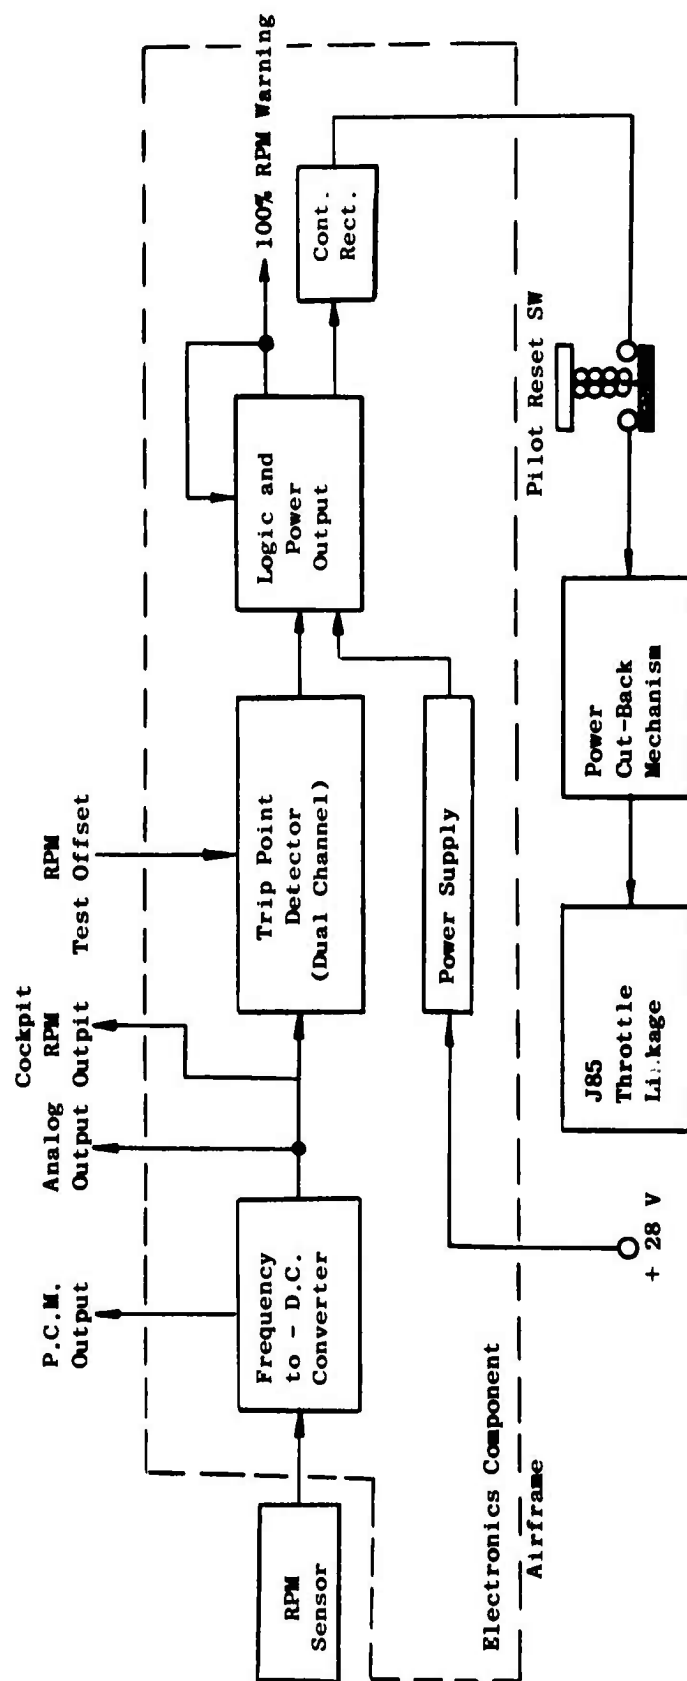 RPM
Sensor
P.C.M.
Output
Frequency
to - D.C.
Converter
Analog
Output
Cockpit
RPM
Outpit
RPM
Test Offset
Trip Point
Detector
(Dual Channel)
Logic and
Power
Output
100% RPM Warning
Cont.
Rect.
Power Supply
Electronics Component
Airframe
+ 28 V
Pilot Reset SW
Power
Cut-Back
Mechanism
J85
Throttle
Linkage